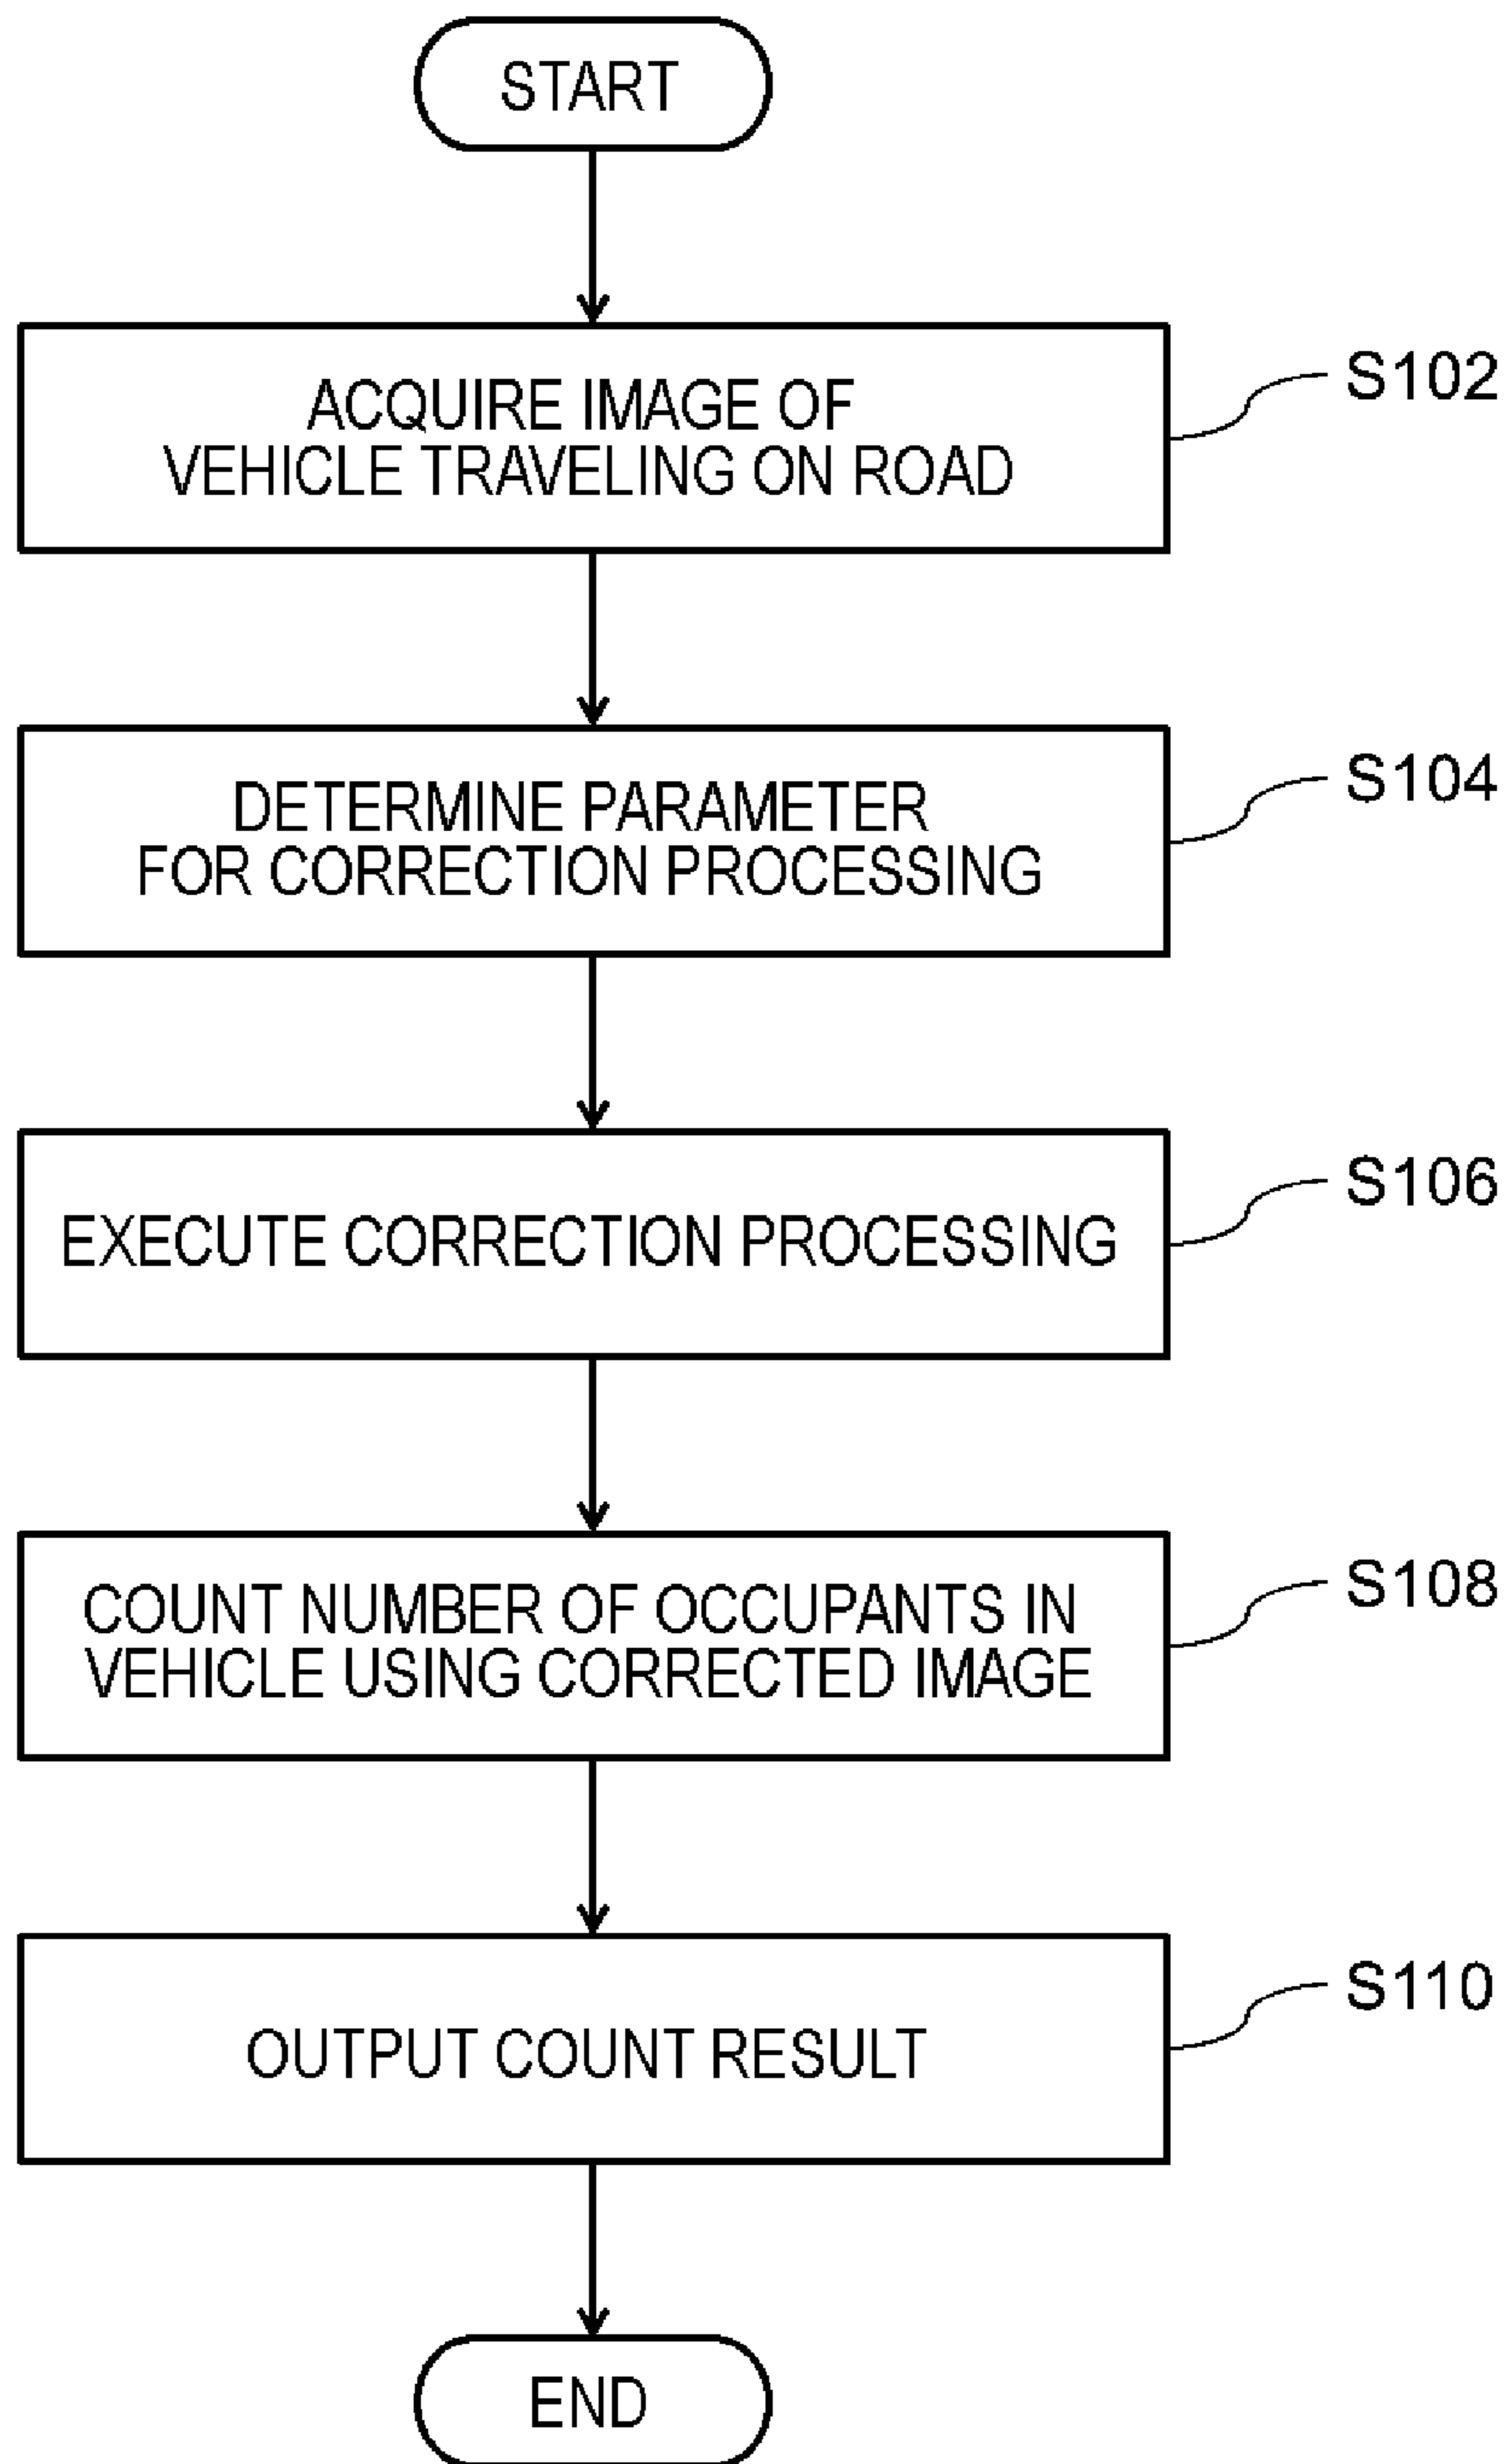 START
ACQUIRE IMAGE OF
VEHICLE TRAVELING ON ROAD
S102
DETERMINE PARAMETER
FOR CORRECTION PROCESSING
S104
EXECUTE CORRECTION PROCESSING
S106
COUNT NUMBER OF OCCUPANTS IN
VEHICLE USING CORRECTED IMAGE
S108
OUTPUT COUNT RESULT
S110
END